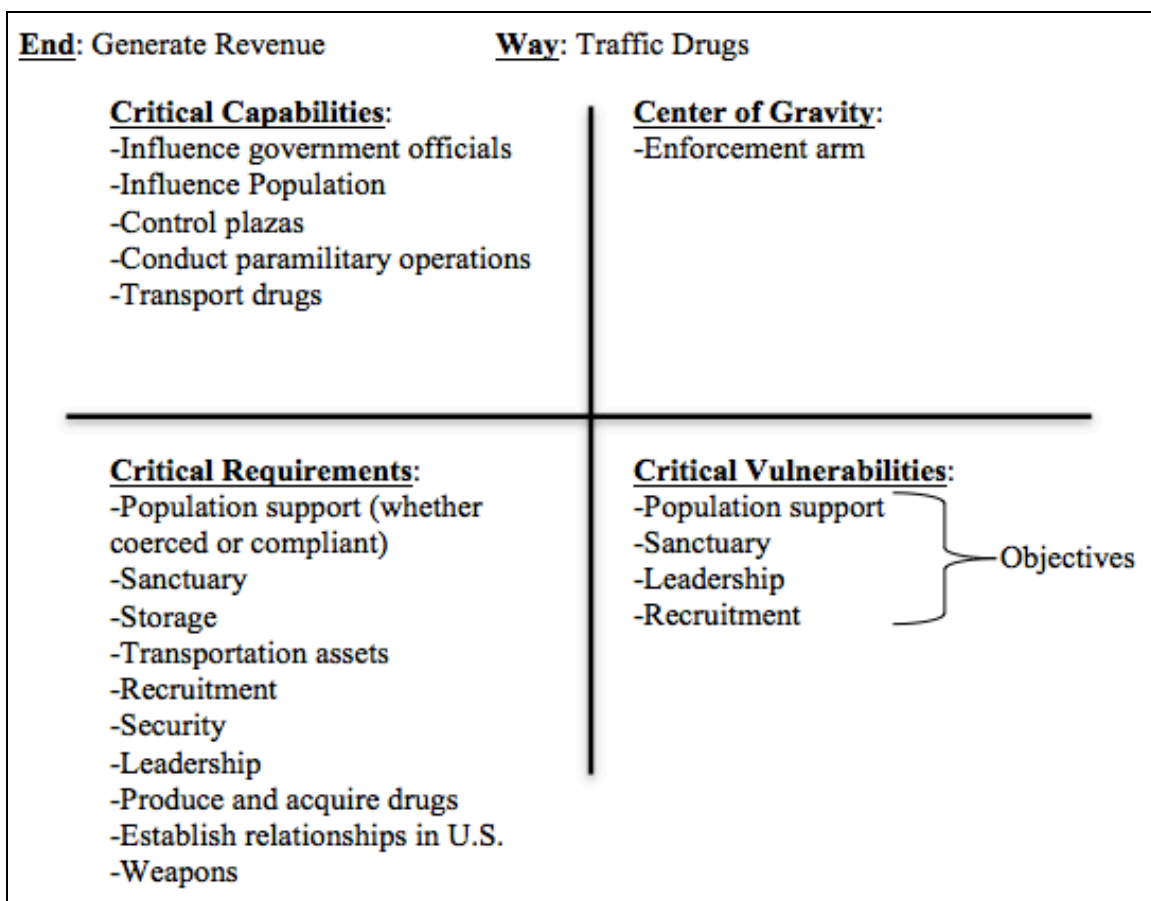 End: Generate Revenue
Way: Traffic Drugs
Critical Capabilities:
-Influence government officials
-Influence Population
-Control plazas
-Conduct paramilitary operations
-Transport drugs
Center of Gravity:
-Enforcement arm
Critical Requirements:
-Population support (whether
coerced or compliant)
-Sanctuary
-Storage
-Transportation assets
-Recruitment
-Security
-Leadership
-Produce and acquire drugs
-Establish relationships in U.S.
-Weapons
Critical Vulnerabilities:
-Population support
-Sanctuary
-Leadership
-Recruitment
Objectives